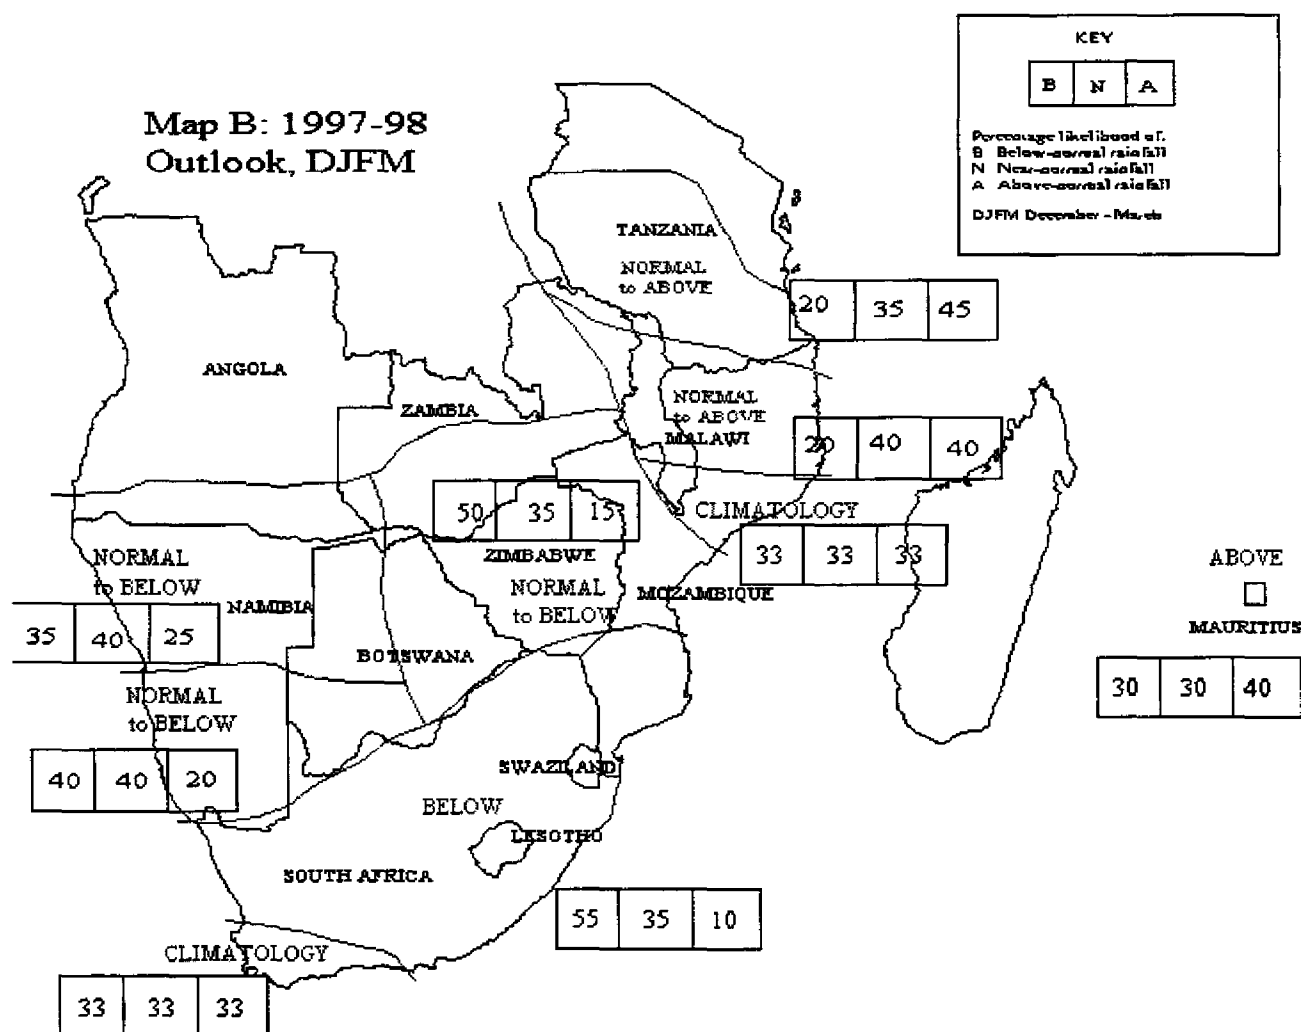 KEY
B N A
Percentage likelihood of:
B Below-normal rainfall
N Near-normal rainfall
A Above-normal rainfall
DJFM December - March
Map B: 1997-98
Outlook, DJFM
TANZANIA
NORMAL
to ABOVE
20 35 45
ANGOLA
ZAMBIA
NORMAL
to ABOVE
MALAWI
20 40 40
50 35 15
CLIMATOLOGY
33 33 33
ZIMBABWE
NORMAL
to BELOW
MOZAMBIQUE
NORMAL
to BELOW
NAMIBIA
35 40 25
BOTSWANA
ABOVE
MAURITIUS
30 30 40
NORMAL
to BELOW
40 40 20
SWAZILAND
BELOW
LESOTHO
SOUTH AFRICA
55 35 10
CLIMATOLOGY
33 33 33